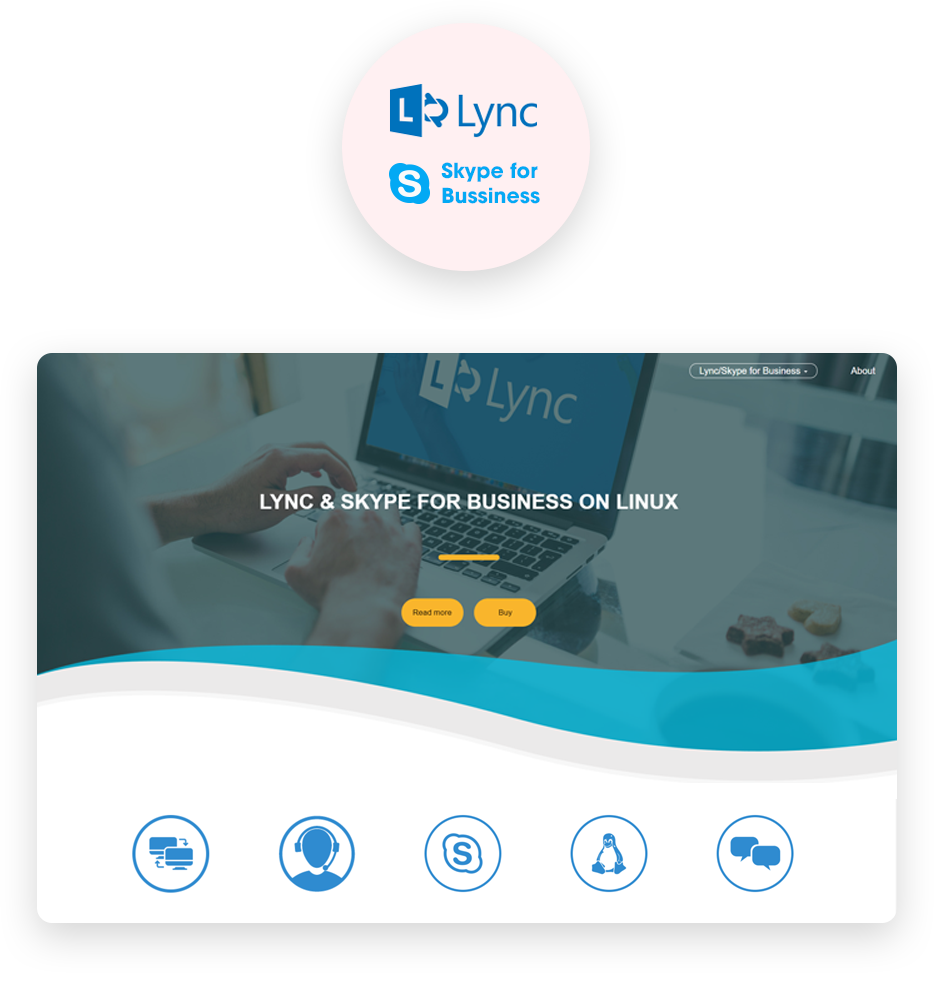 L Lync
S Skype for
Bussiness
Lync/Skype for Business
About
L Lync
LYNC & SKYPE FOR BUSINESS ON LINUX
Read more
Buy
S